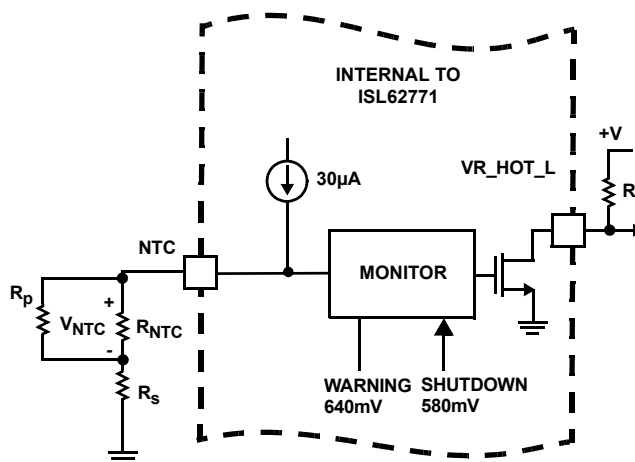 INTERNAL TO
ISL62771
+V
VR_HOT_L
30µA
R
NTC
MONITOR
Rp
+
VNTC
RNTC
-
Rs
WARNING
640mV
SHUTDOWN
580mV